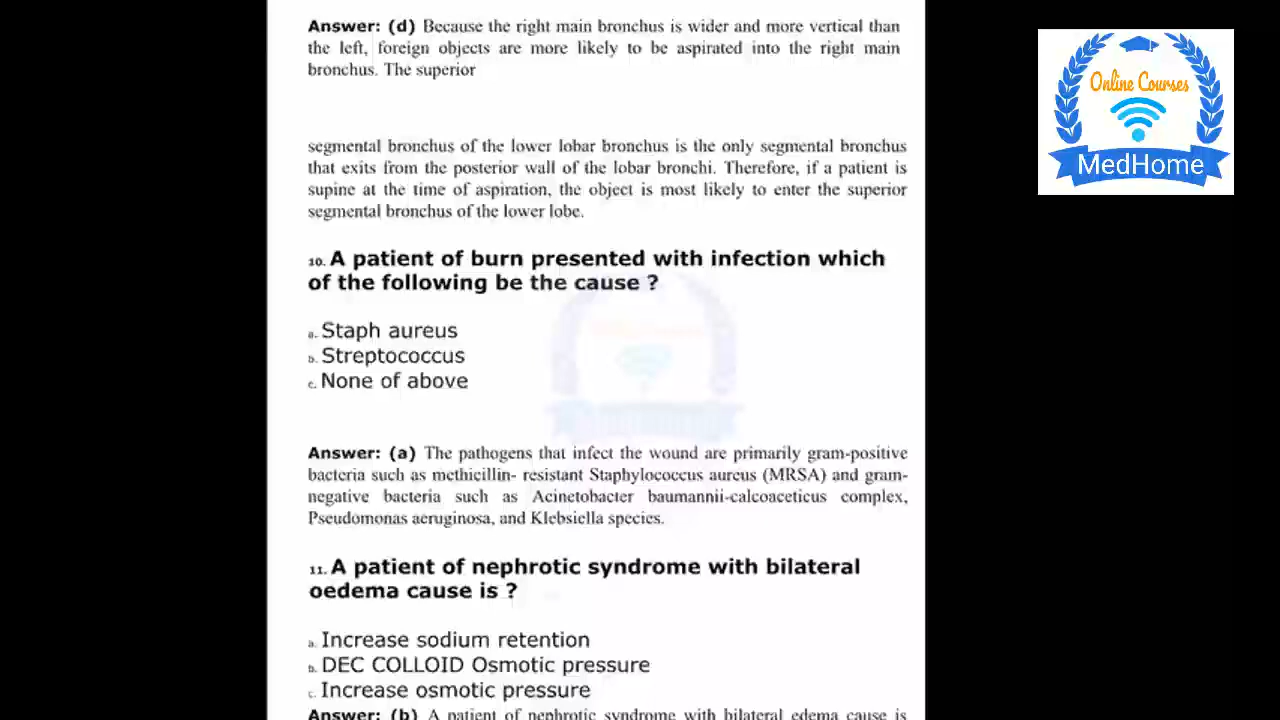 Answer: (d) Because the right main bronchus is wider and more vertical than
the left, foreign objects are more likely to be aspirated into the right main
bronchus. The superior
Online Courses
MedHome
segmental bronchus of the lower lobar bronchus is the only segmental bronchus
that exits from the posterior wall of the lobar bronchi. Therefore, if a patient is
supine at the time of aspiration, the object is most likely to enter the superior
segmental bronchus of the lower lobe.
10. A patient of burn presented with infection which
of the following be the cause ?
a. Staph aureus
b. Streptococcus
c. None of above
Answer: (a) The pathogens that infect the wound are primarily gram-positive
bacteria such as methicillin- resistant Staphylococcus aureus (MRSA) and gram-
negative bacteria such as Acinetobacter baumannii-calcoaceticus complex,
Pseudomonas aeruginosa, and Klebsiella species.
11. A patient of nephrotic syndrome with bilateral
oedema cause is ?
a. Increase sodium retention
b. DEC COLLOID Osmotic pressure
c. Increase osmotic pressure
Answer: (b) A patient of nephrotic syndrome with bilateral edema cause is